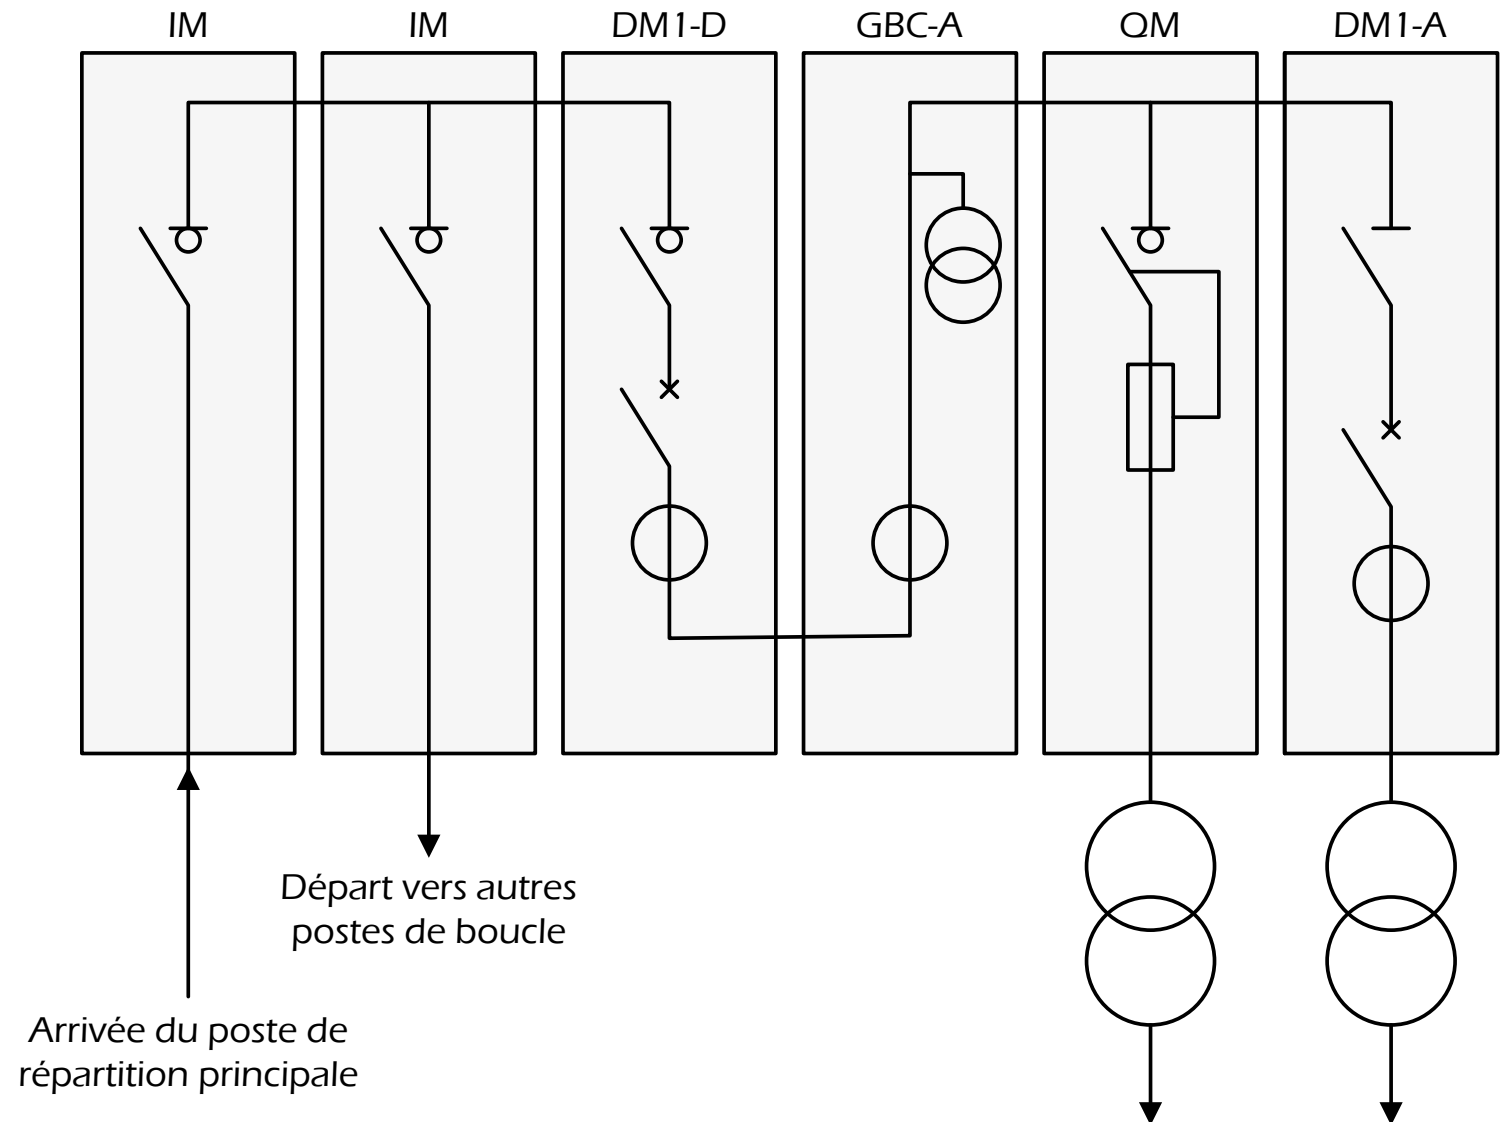 IM
IM
DM1-D
GBC-A
QM
DM1-A
Départ vers autres
postes de boucle
Arrivée du poste de
répartition principale